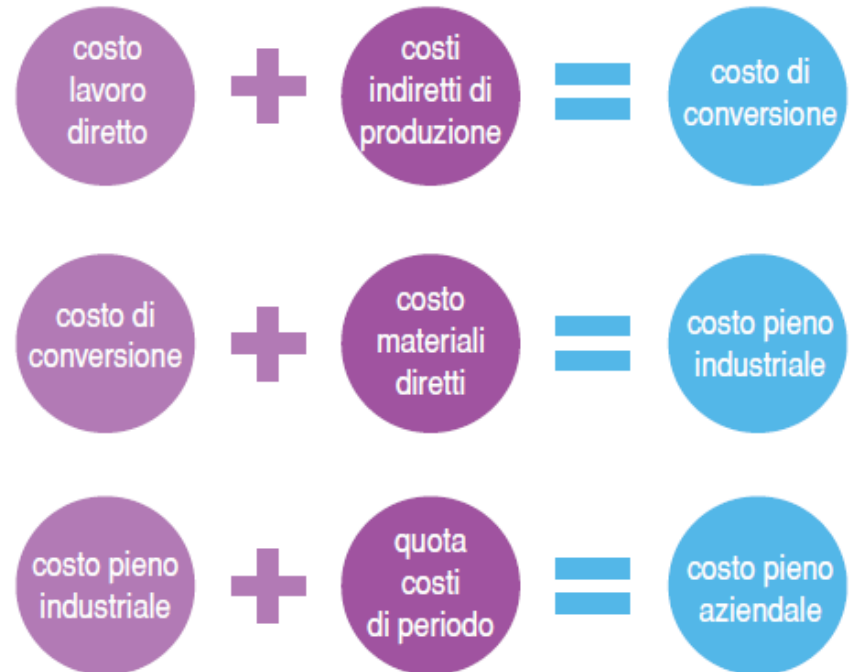 costo
lavoro
diretto
costi
indiretti di
produzione
costo di
conversione
costo di
conversione
costo
materiali
diretti
costo pieno
industriale
costo pieno
industriale
quota
costi
di periodo
costo pieno
aziendale